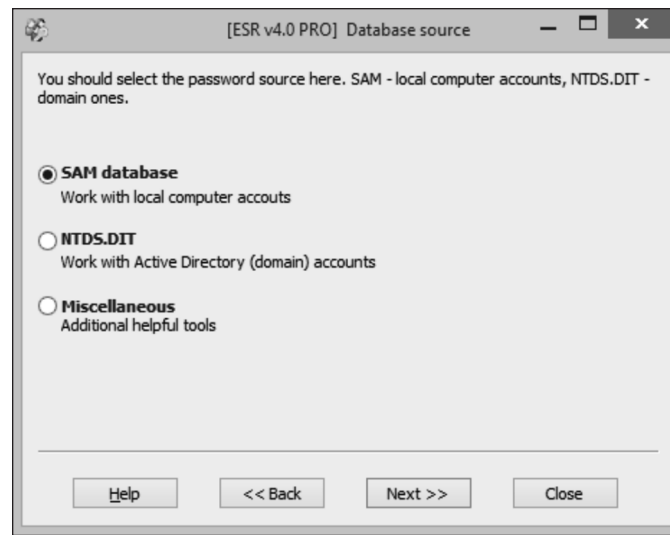 [ESR v4.0 PRO] Database source
You should select the password source here. SAM - local computer accounts, NTDS.DIT -
domain ones.
SAM database
Work with local computer accouts
NTDS.DIT
Work with Active Directory (domain) accounts
Miscellaneous
Additional helpful tools
Help
<< Back
Next >>
Close